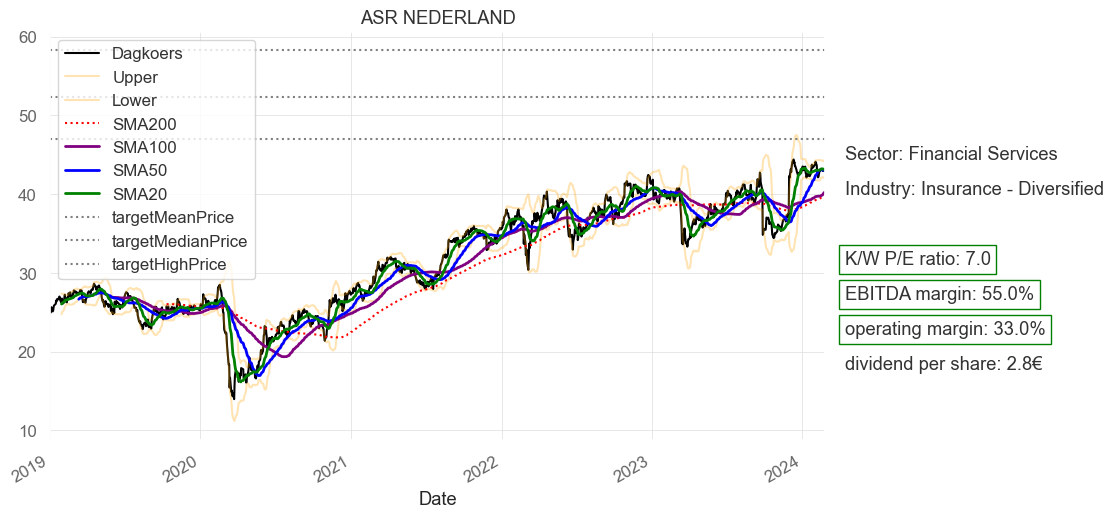 ASR NEDERLAND
60
50
40
30
20
10
Dagkoers
Upper
Lower
SMA200
SMA100
SMA50
SMA20
targetMeanPrice
targetMedianPrice
targetHighPrice
2019
2020
2021
2022
2023
2024
Date
Sector: Financial Services
Industry: Insurance - Diversified
K/W P/E ratio: 7.0
EBITDA margin: 55.0%
operating margin: 33.0%
dividend per share: 2.8€